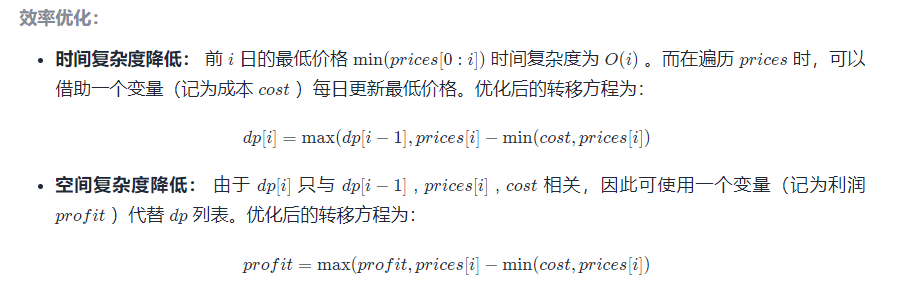 效率优化：
• 时间复杂度降低： 前 i 日的最低价格 min(prices[0 : i]) 时间复杂度为 O(i) 。而在遍历 prices 时，可以
借助一个变量（记为成本 cost ）每日更新最低价格。优化后的转移方程为：
dp[i] = max(dp[i − 1], prices[i] − min(cost, prices[i])
• 空间复杂度降低： 由于 dp[i] 只与 dp[i − 1] , prices[i] , cost 相关，因此可使用一个变量（记为利润
profit ）代替 dp 列表。优化后的转移方程为：
profit = max(profit, prices[i] − min(cost, prices[i])